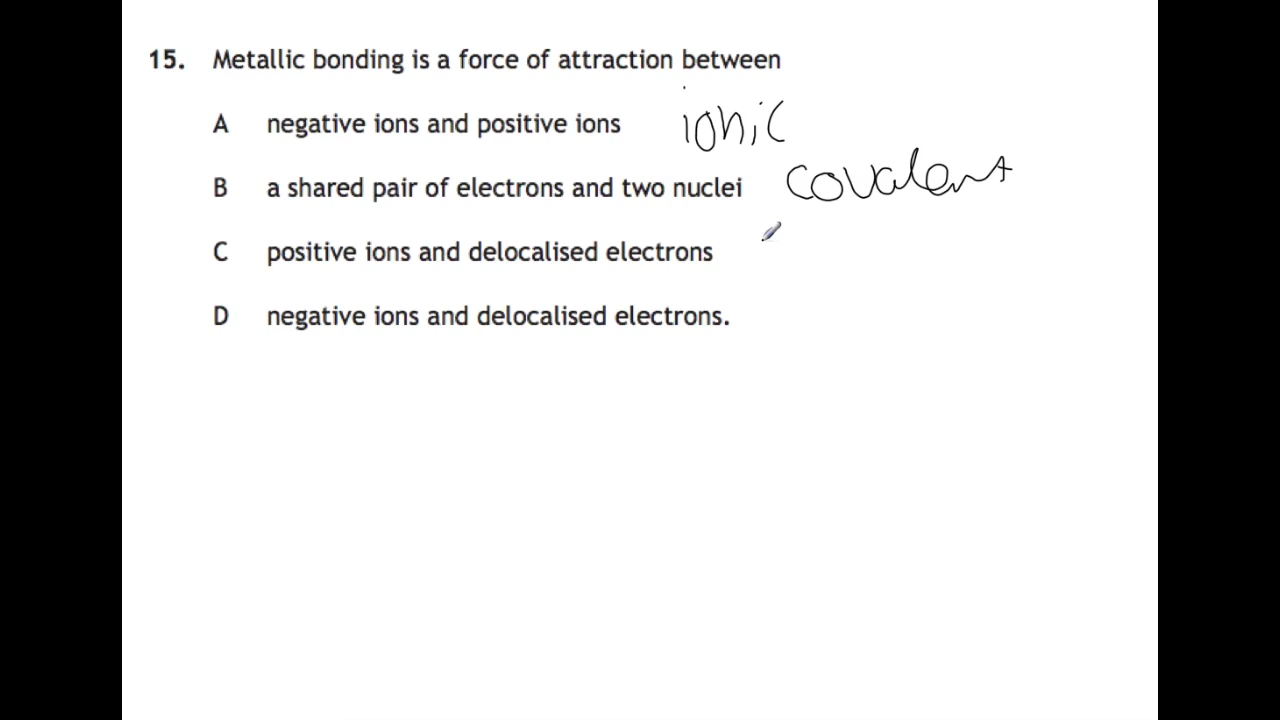 15. Metallic bonding is a force of attraction between
A negative ions and positive ions ionic
B a shared pair of electrons and two nuclei covalent
C positive ions and delocalised electrons
D negative ions and delocalised electrons.